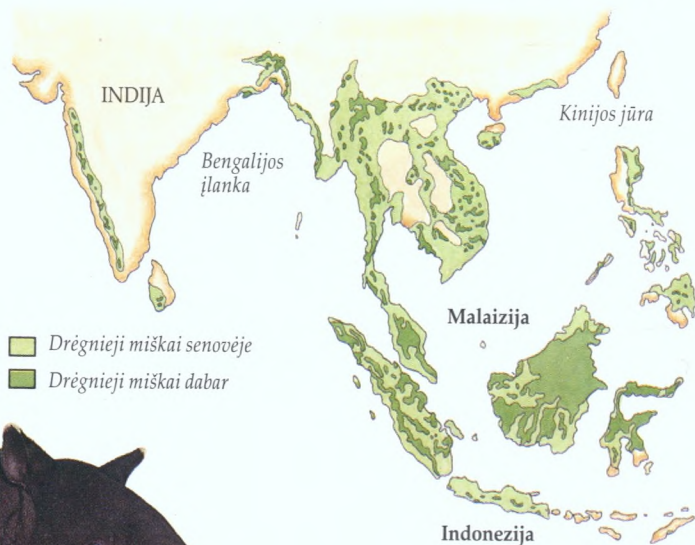 INDIJA
Kinijos jūra
Bengalijos
įlanka
Malaizija
Drėgnieji miškai senovėje
Drėgnieji miškai dabar
Indonezija